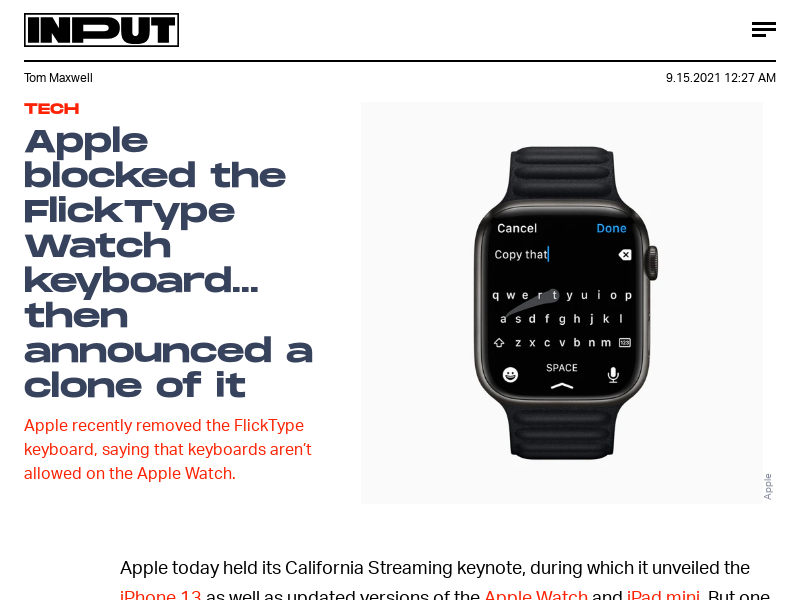 INPUT
Tom Maxwell
9.15.2021 12:27 AM
TECH
Apple
blocked the
FlickType
Watch
keyboard...
then
announced a
clone of it
Apple recently removed the FlickType
keyboard, saying that keyboards aren't
allowed on the Apple Watch.
Cancel Done
Copy that
q w e r t y u i o p
a s d f g h j k l
z x c v b n m 123
SPACE
Apple
Apple today held its California Streaming keynote, during which it unveiled the
iPhone 13 as well as updated versions of the Apple Watch and iPad mini. But one